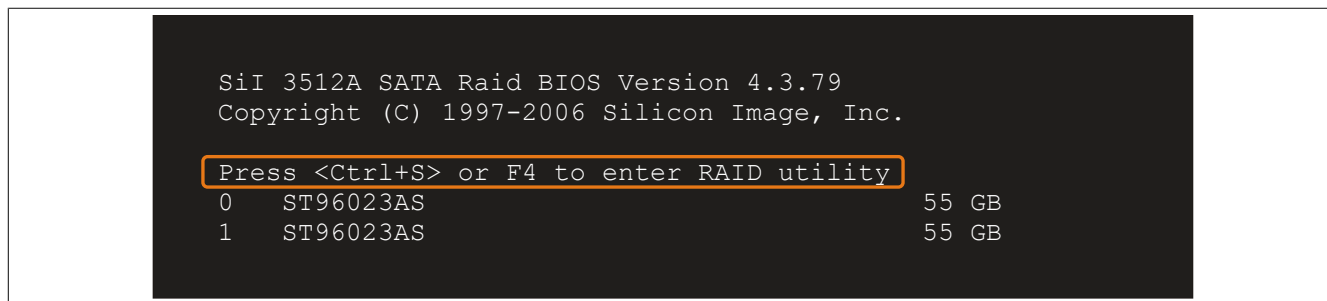 SiI 3512A SATA Raid BIOS Version 4.3.79
Copyright (C) 1997-2006 Silicon Image, Inc.
Press <Ctrl+S> or F4 to enter RAID utility
0 ST96023AS 55 GB
1 ST96023AS 55 GB